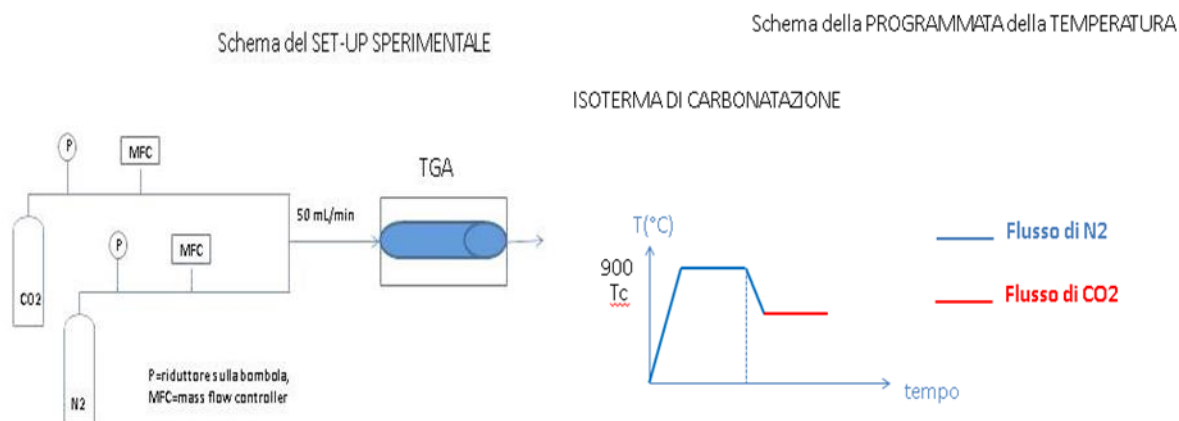 Schema del SET-UP SPERIMENTALE
Schema della PROGRAMMATA della TEMPERATURA
ISOTERMA DI CARBONATAZIONE
P
MFC
TGA
50 mL/min
P
MFC
CO2
N2
P=riduttore sulla bombola,
MFC=mass flow controller
T(°C)
900
Tc
tempo
Flusso di N2
Flusso di CO2